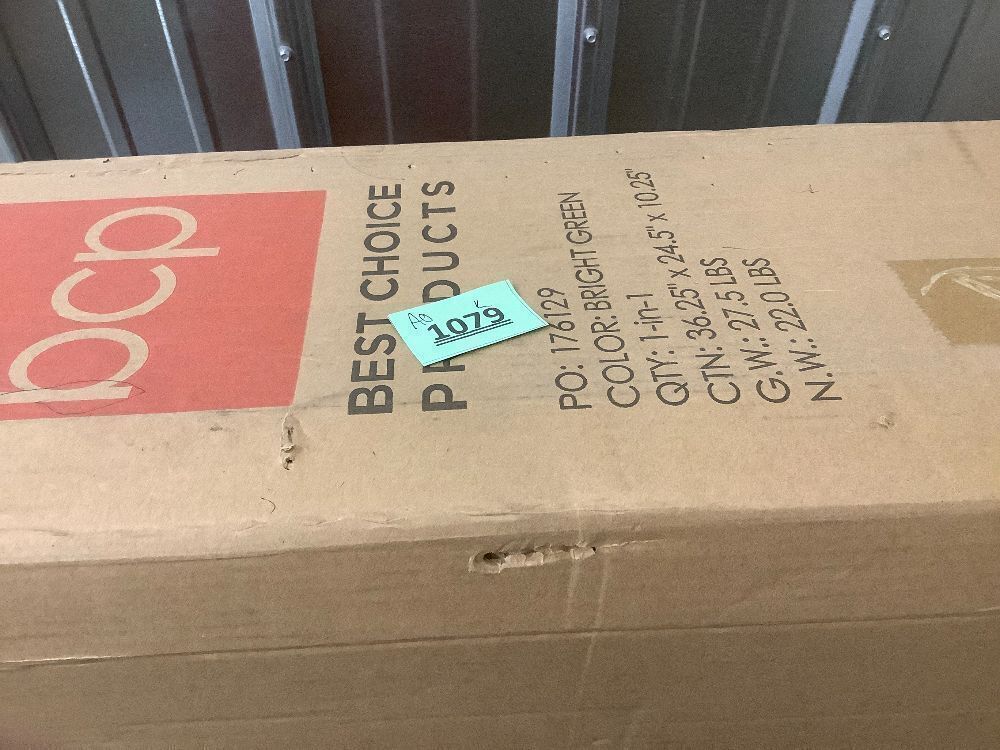 bcp
BEST CHOICE
PRODUCTS
AQ
K
1079
PO: 176129
COLOR: BRIGHT GREEN
QTY: 1-in-1
CTN: 36.25" x 24.5" x 10.25"
G.W.: 27.5 LBS
N.W.: 22.0 LBS